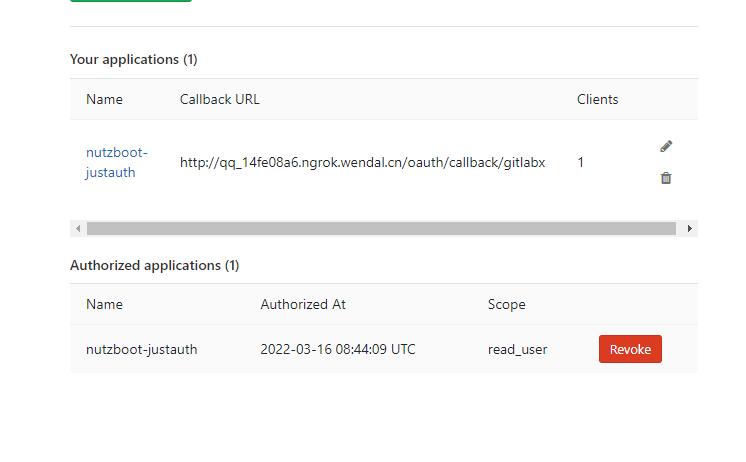 Your applications (1)
Name Callback URL Clients
nutzboot-
justauth
http://qq_14fe08a6.ngrok.wendal.cn/oauth/callback/gitlabx 1
Authorized applications (1)
Name Authorized At Scope
nutzboot-justauth 2022-03-16 08:44:09 UTC read_user Revoke